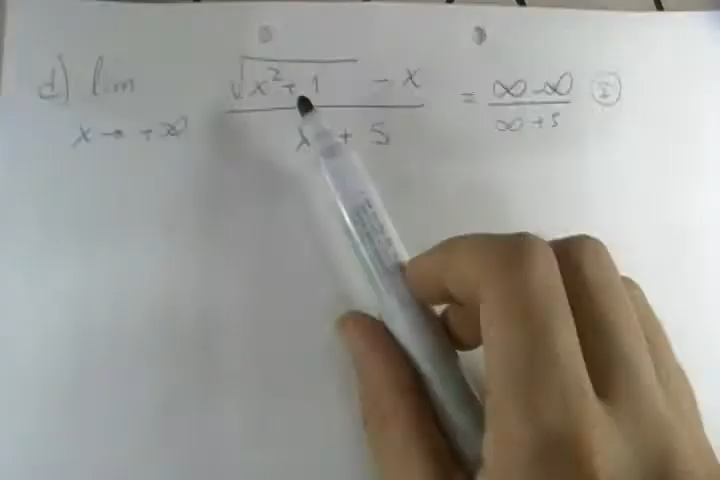 d) lim x → +∞ (√(x² + 1) − x) / (x + 5) = (∞ − ∞) / (∞ + 5) Ⓘ